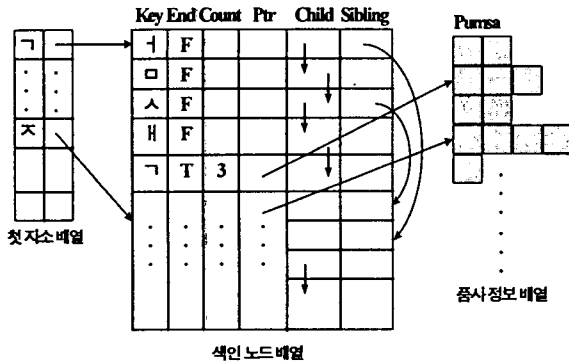 Key End Count Ptr Child Sibling Pumsa
ㄱ ㅓ F
ㅁ F
ㅅ F
ㅈ ㅐ F
ㄱ T 3
첫 자소 배열
품사 정보 배열
색인 노드 배열